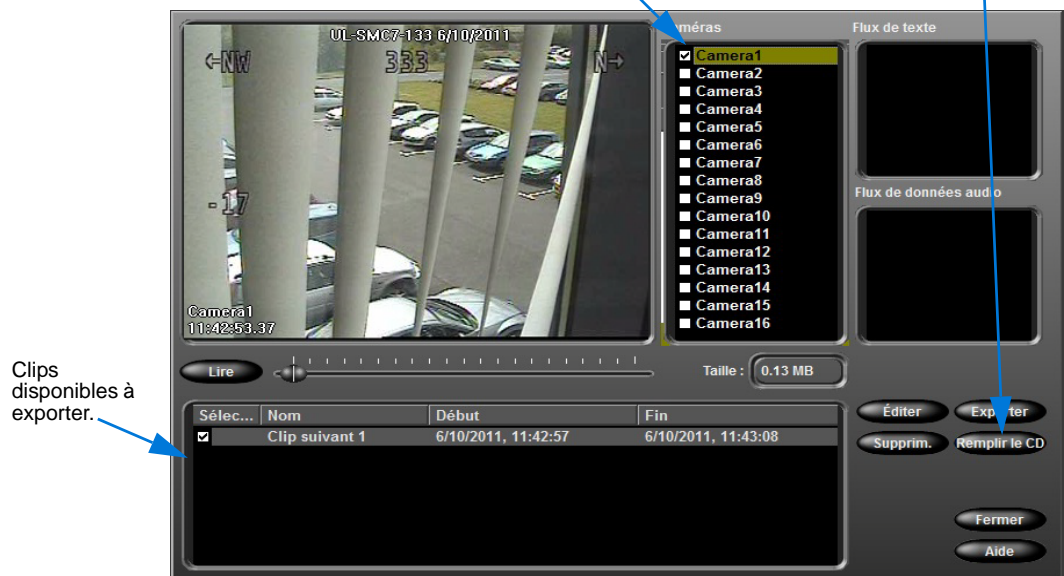 UL-SMC7-133 6/10/2011
←NW 333 N→
-17
Camera1
11:42:53.37
méras
Camera1
Camera2
Camera3
Camera4
Camera5
Camera6
Camera7
Camera8
Camera9
Camera10
Camera11
Camera12
Camera13
Camera14
Camera15
Camera16
Flux de texte
Flux de données audio
Clips
disponibles à
exporter.
Lire
Taille : 0.13 MB
Sélec... Nom Début Fin
Clip suivant 1 6/10/2011, 11:42:57 6/10/2011, 11:43:08
Éditer Exporter
Supprim. Remplir le CD
Fermer
Aide